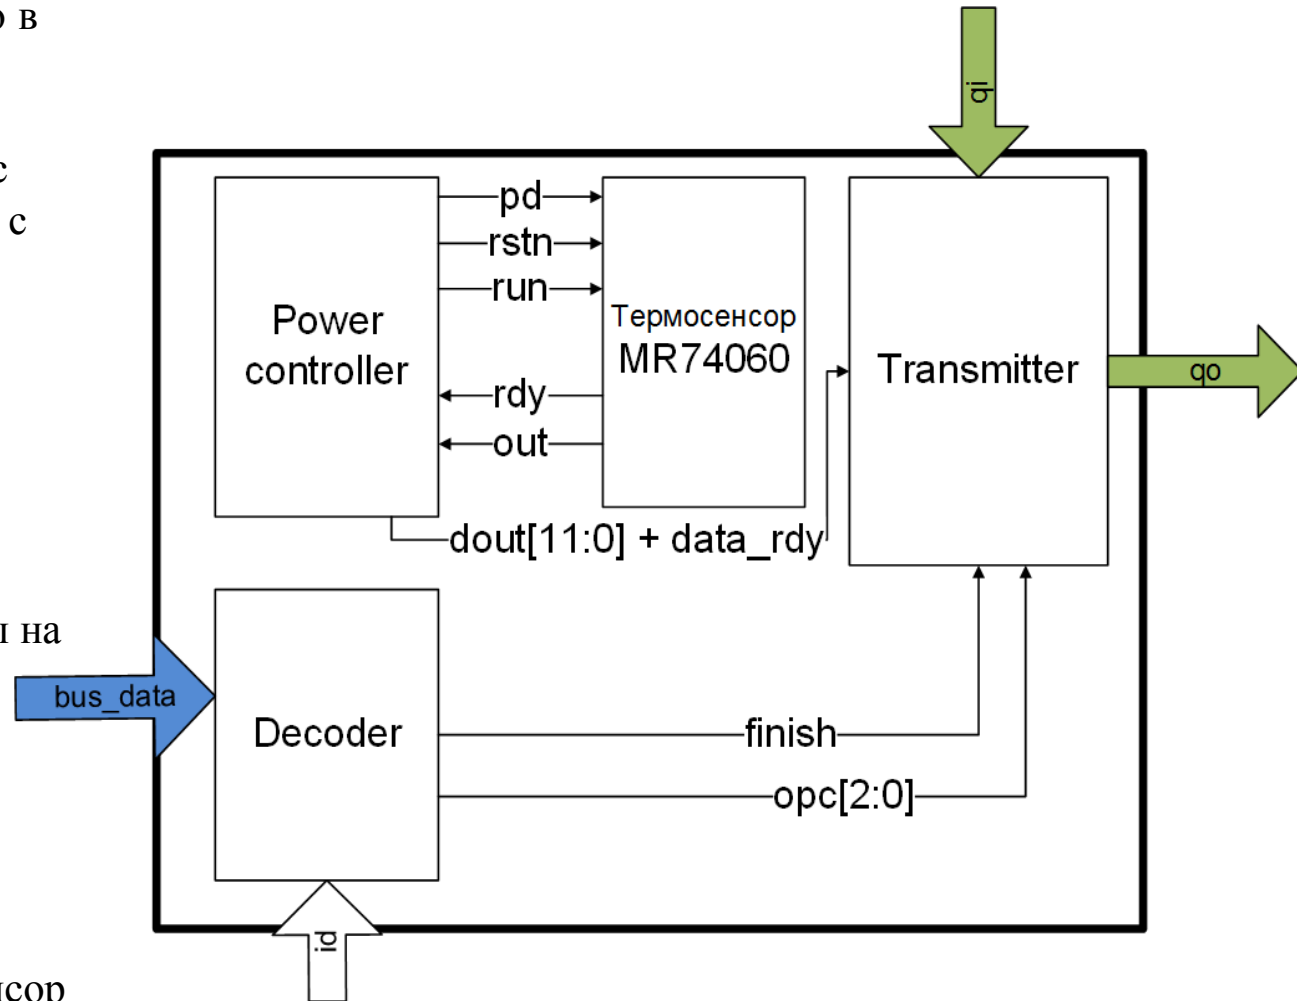 в
qi
с
с
pd
rstn
run
Power
controller
Термосенсор
MR74060
Transmitter
qo
rdy
out
dout[11:0] + data_rdy
на
bus_data
Decoder
finish
opc[2:0]
id